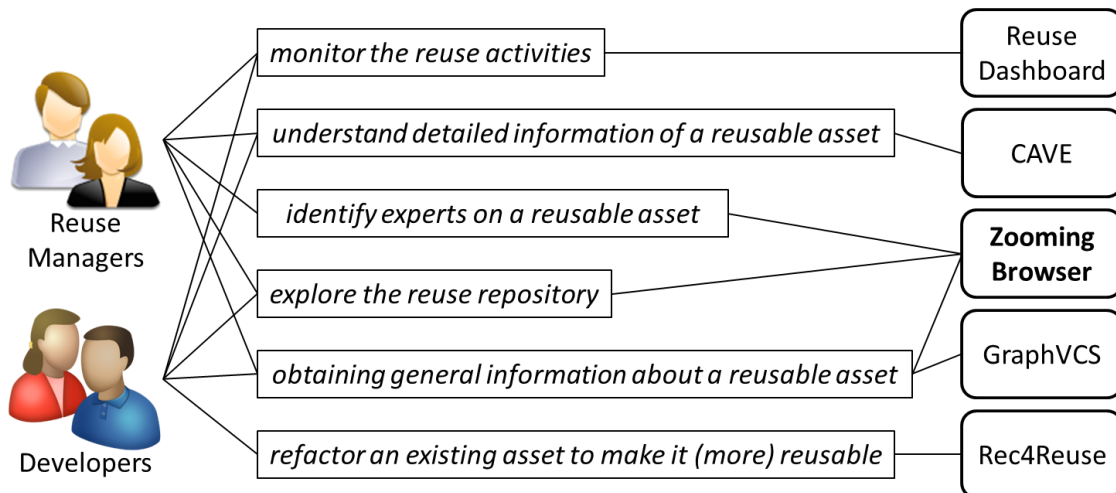 monitor the reuse activities
Reuse
Dashboard
understand detailed information of a reusable asset
CAVE
Reuse
Managers
identify experts on a reusable asset
Zooming
Browser
explore the reuse repository
GraphVCS
obtaining general information about a reusable asset
Developers
refactor an existing asset to make it (more) reusable
Rec4Reuse